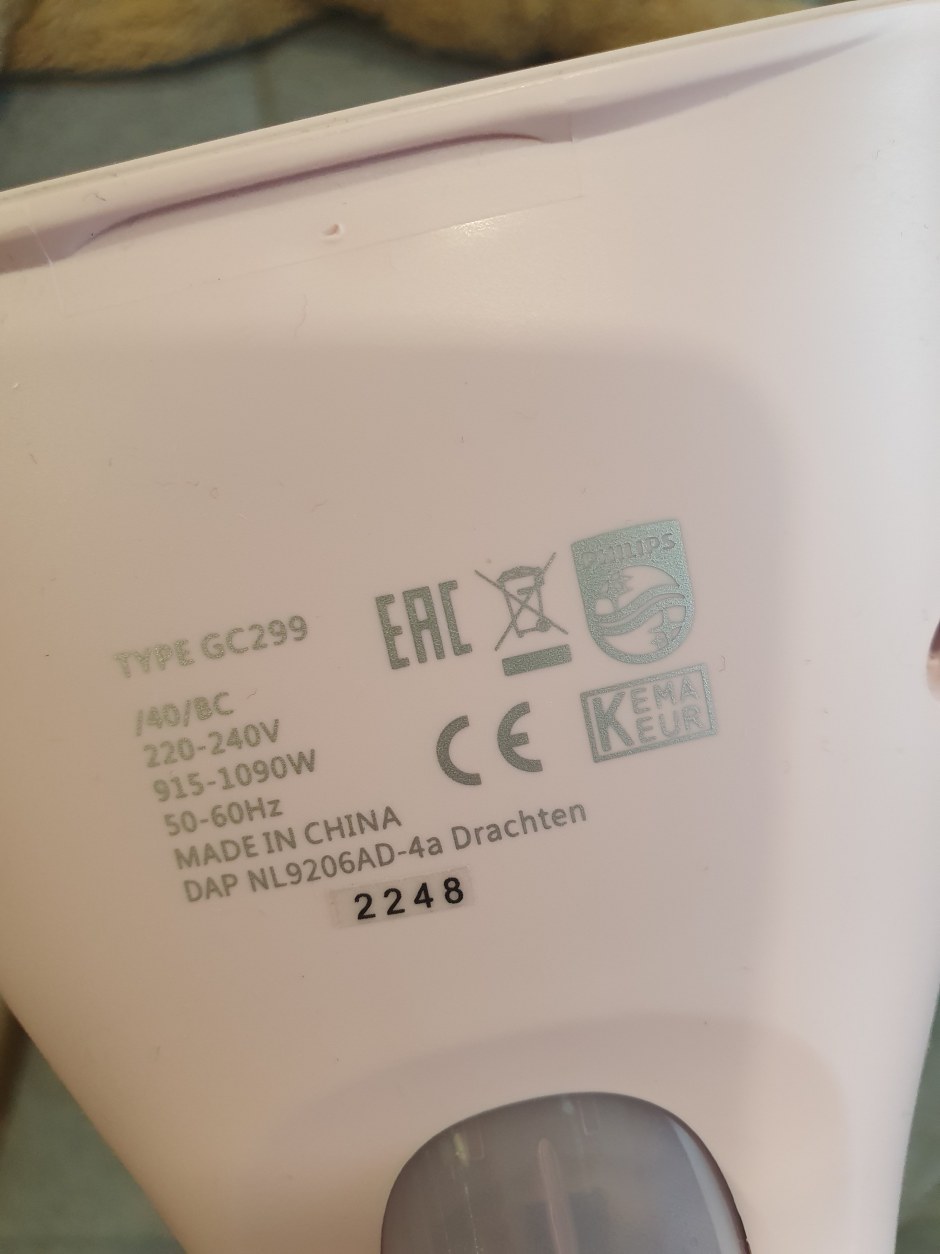 TYPE GC299
/40/BC
220-240V
915-1090W
50-60Hz
MADE IN CHINA
DAP NL9206AD-4a Drachten
2248
EAC
PHILIPS
CE
KEMA
KEUR